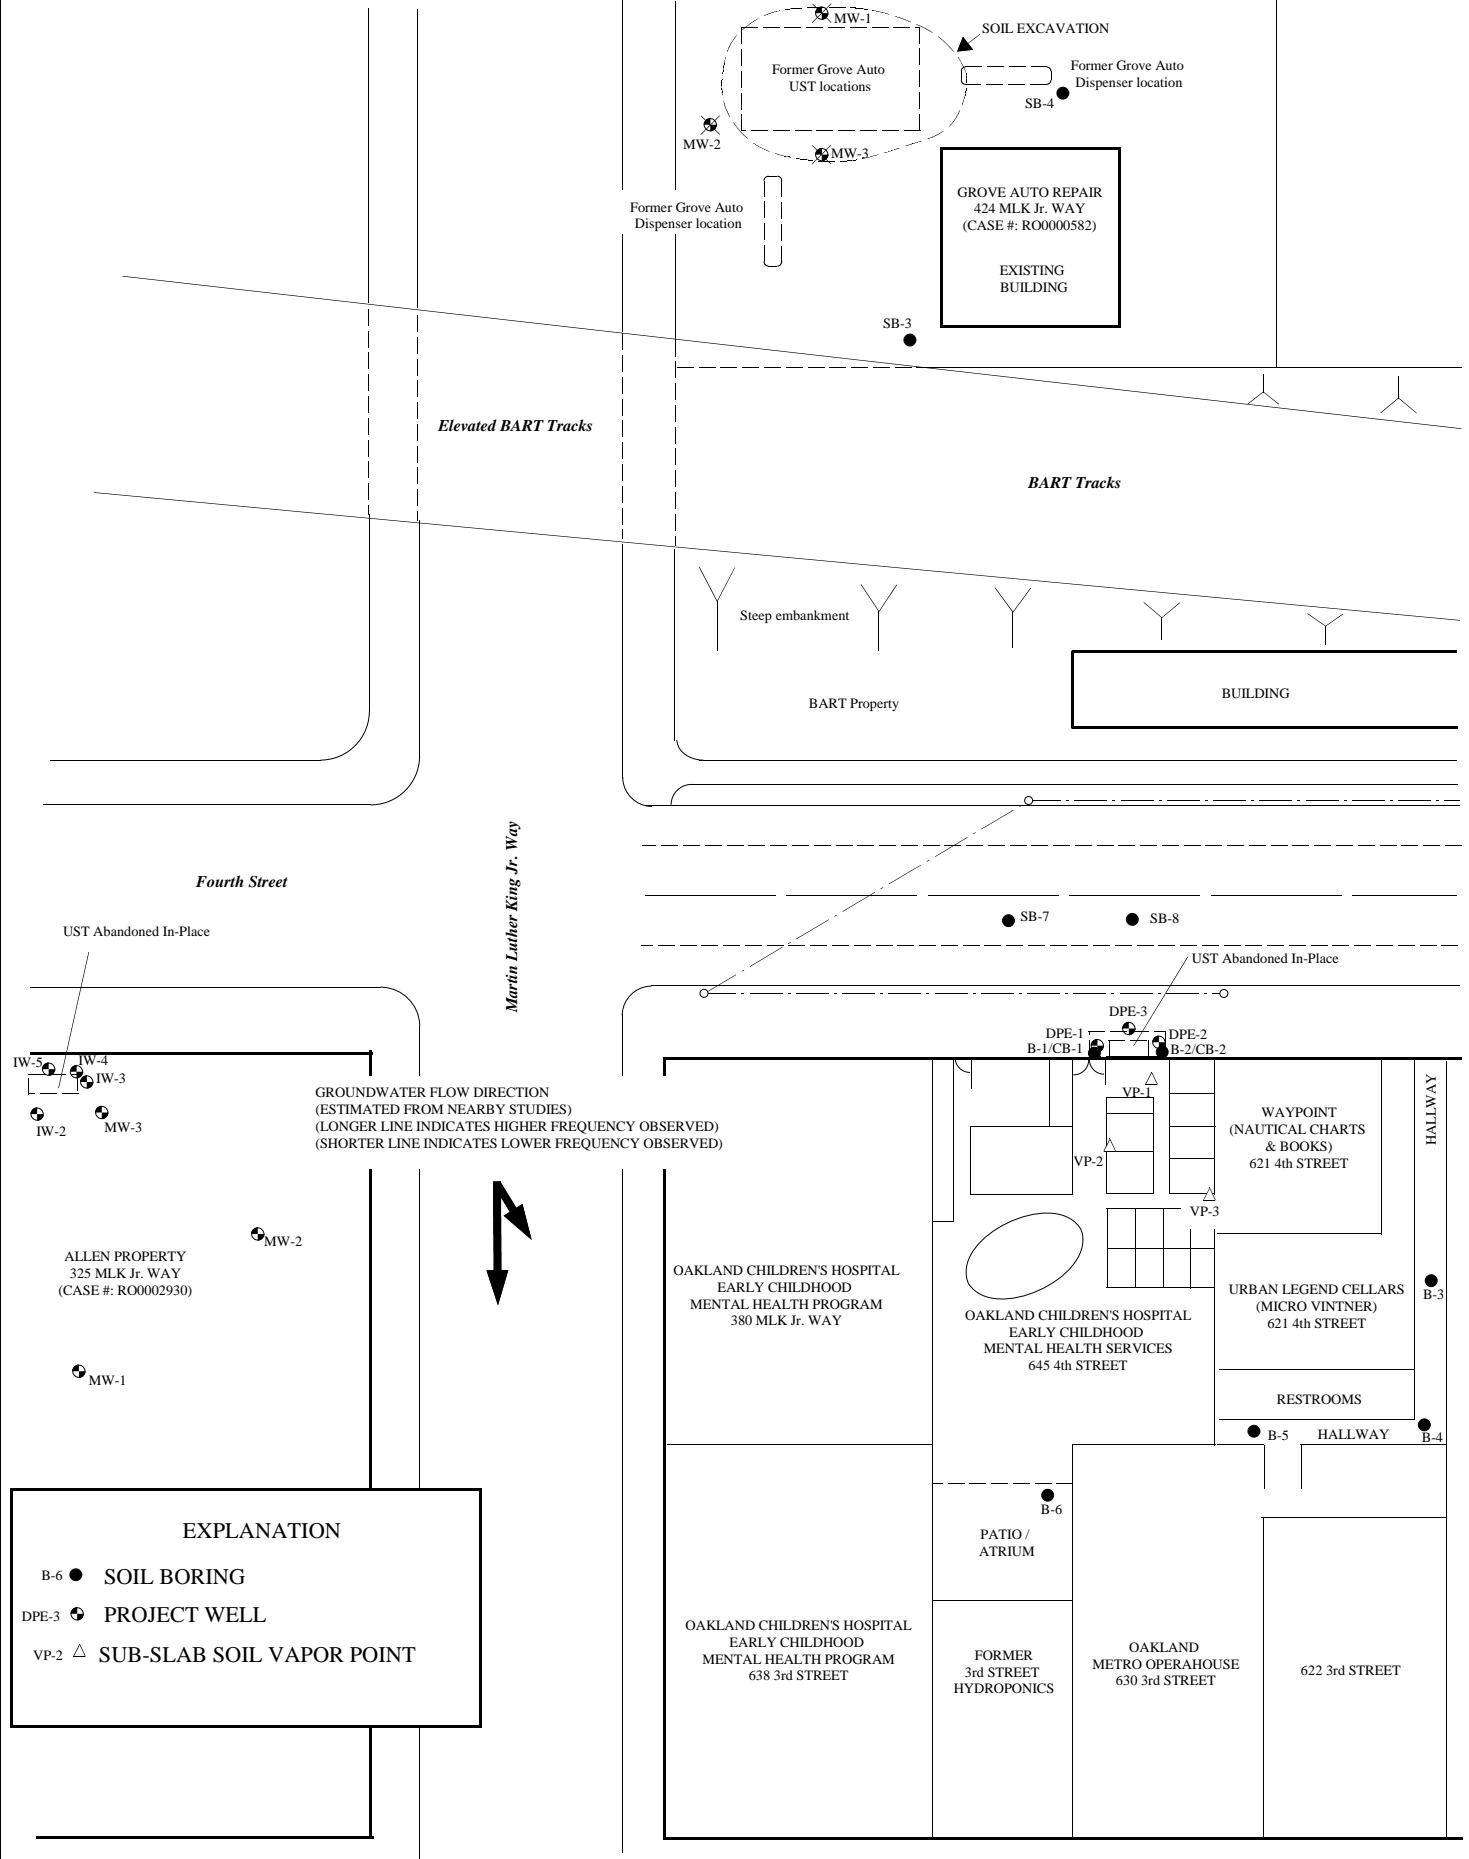 MW-1
SOIL EXCAVATION
Former Grove Auto
UST locations
Former Grove Auto
Dispenser location
SB-4
MW-2
MW-3
GROVE AUTO REPAIR
424 MLK Jr. WAY
(CASE #: RO0000582)
EXISTING
BUILDING
Former Grove Auto
Dispenser location
SB-3
Elevated BART Tracks
BART Tracks
Steep embankment
BART Property
BUILDING
Martin Luther King Jr. Way
Fourth Street
SB-7
SB-8
UST Abandoned In-Place
UST Abandoned In-Place
DPE-3
DPE-1
DPE-2
B-1/CB-1
B-2/CB-2
IW-5
IW-4
IW-3
IW-2
MW-3
GROUNDWATER FLOW DIRECTION
(ESTIMATED FROM NEARBY STUDIES)
(LONGER LINE INDICATES HIGHER FREQUENCY OBSERVED)
(SHORTER LINE INDICATES LOWER FREQUENCY OBSERVED)
VP-1
VP-2
VP-3
WAYPOINT
(NAUTICAL CHARTS
& BOOKS)
621 4th STREET
HALLWAY
MW-2
ALLEN PROPERTY
325 MLK Jr. WAY
(CASE #: RO0002930)
MW-1
OAKLAND CHILDREN'S HOSPITAL
EARLY CHILDHOOD
MENTAL HEALTH PROGRAM
380 MLK Jr. WAY
OAKLAND CHILDREN'S HOSPITAL
EARLY CHILDHOOD
MENTAL HEALTH SERVICES
645 4th STREET
URBAN LEGEND CELLARS
(MICRO VINTNER)
621 4th STREET
B-3
RESTROOMS
B-5
HALLWAY
B-4
B-6
PATIO /
ATRIUM
EXPLANATION
B-6 SOIL BORING
DPE-3 PROJECT WELL
VP-2 SUB-SLAB SOIL VAPOR POINT
OAKLAND CHILDREN'S HOSPITAL
EARLY CHILDHOOD
MENTAL HEALTH PROGRAM
638 3rd STREET
FORMER
3rd STREET
HYDROPONICS
OAKLAND
METRO OPERAHOUSE
630 3rd STREET
622 3rd STREET